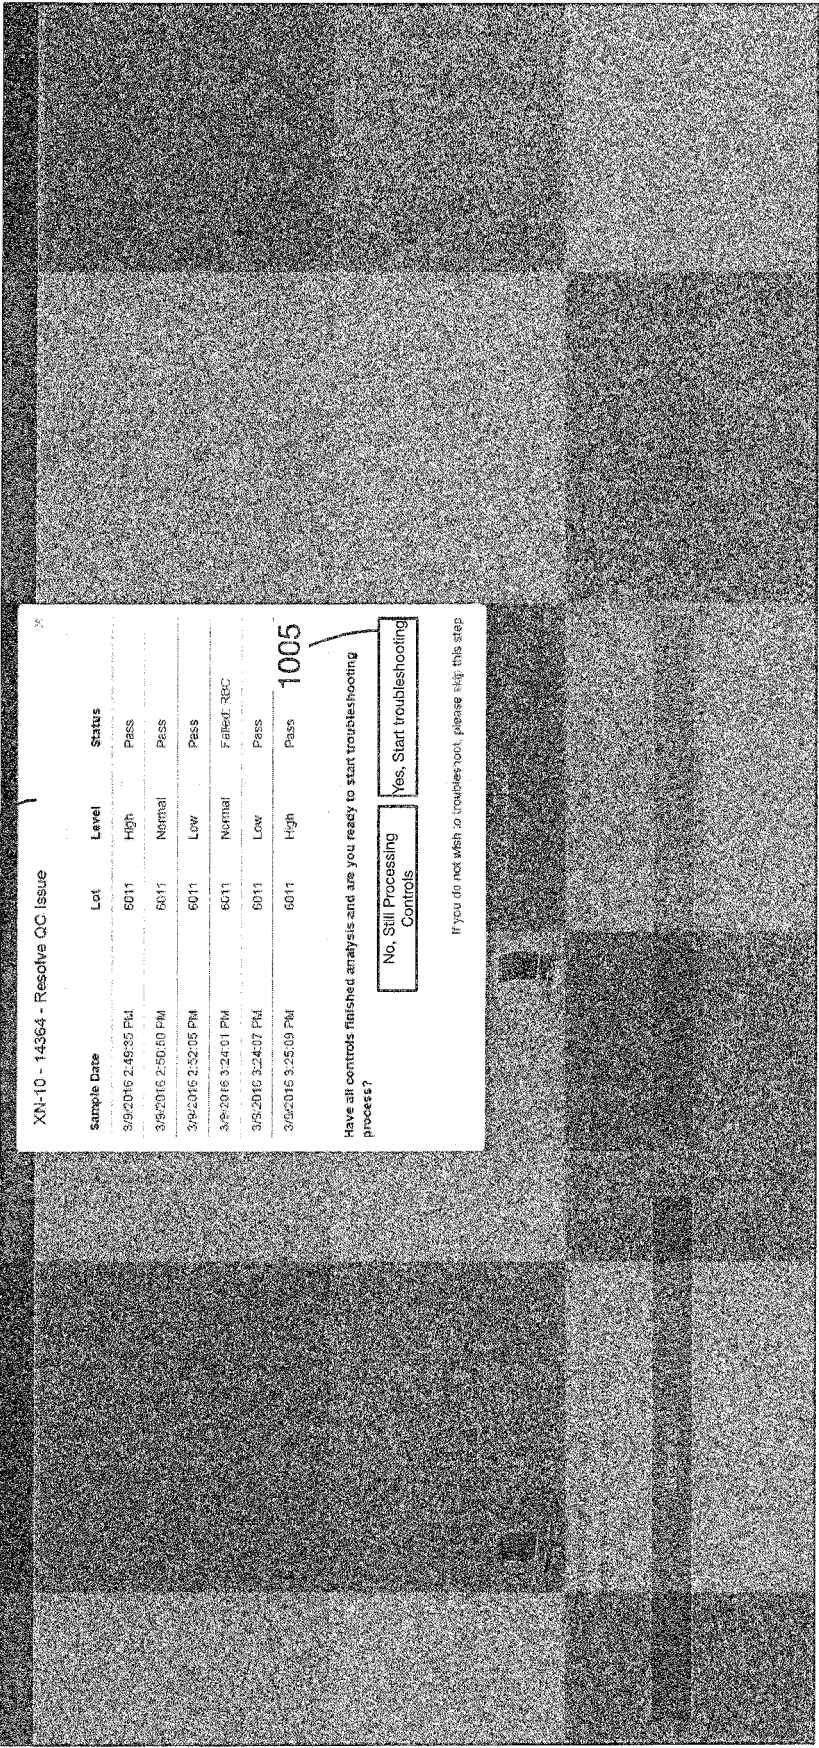 XN-10 - 14364 - Resolve QC Issue
Sample Date Lot Level Status
3/9/2016 2:49:35 PM 6011 High Pass
3/9/2016 2:50:50 PM 6011 Normal Pass
3/9/2016 2:52:05 PM 6011 Low Pass
3/9/2016 3:24:01 PM 6011 Normal Failed: RBC
3/9/2016 3:24:07 PM 6011 Low Pass
3/9/2016 3:25:09 PM 6011 High Pass
1005
Have all controls finished analysis and are you ready to start troubleshooting
process?
No, Still Processing
Controls
Yes, Start troubleshooting
If you do not wish to troubleshoot, please skip this step